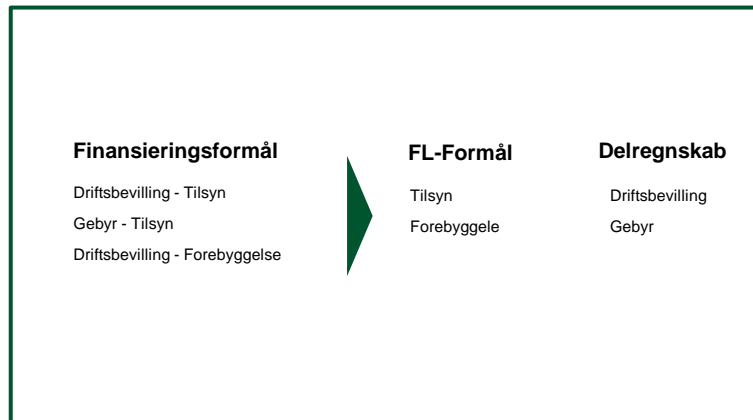 Finansieringsformål
Driftsbevilling - Tilsyn
Gebyr - Tilsyn
Driftsbevilling - Forebyggelse
FL-Formål
Tilsyn
Forebyggele
Delregnskab
Driftsbevilling
Gebyr